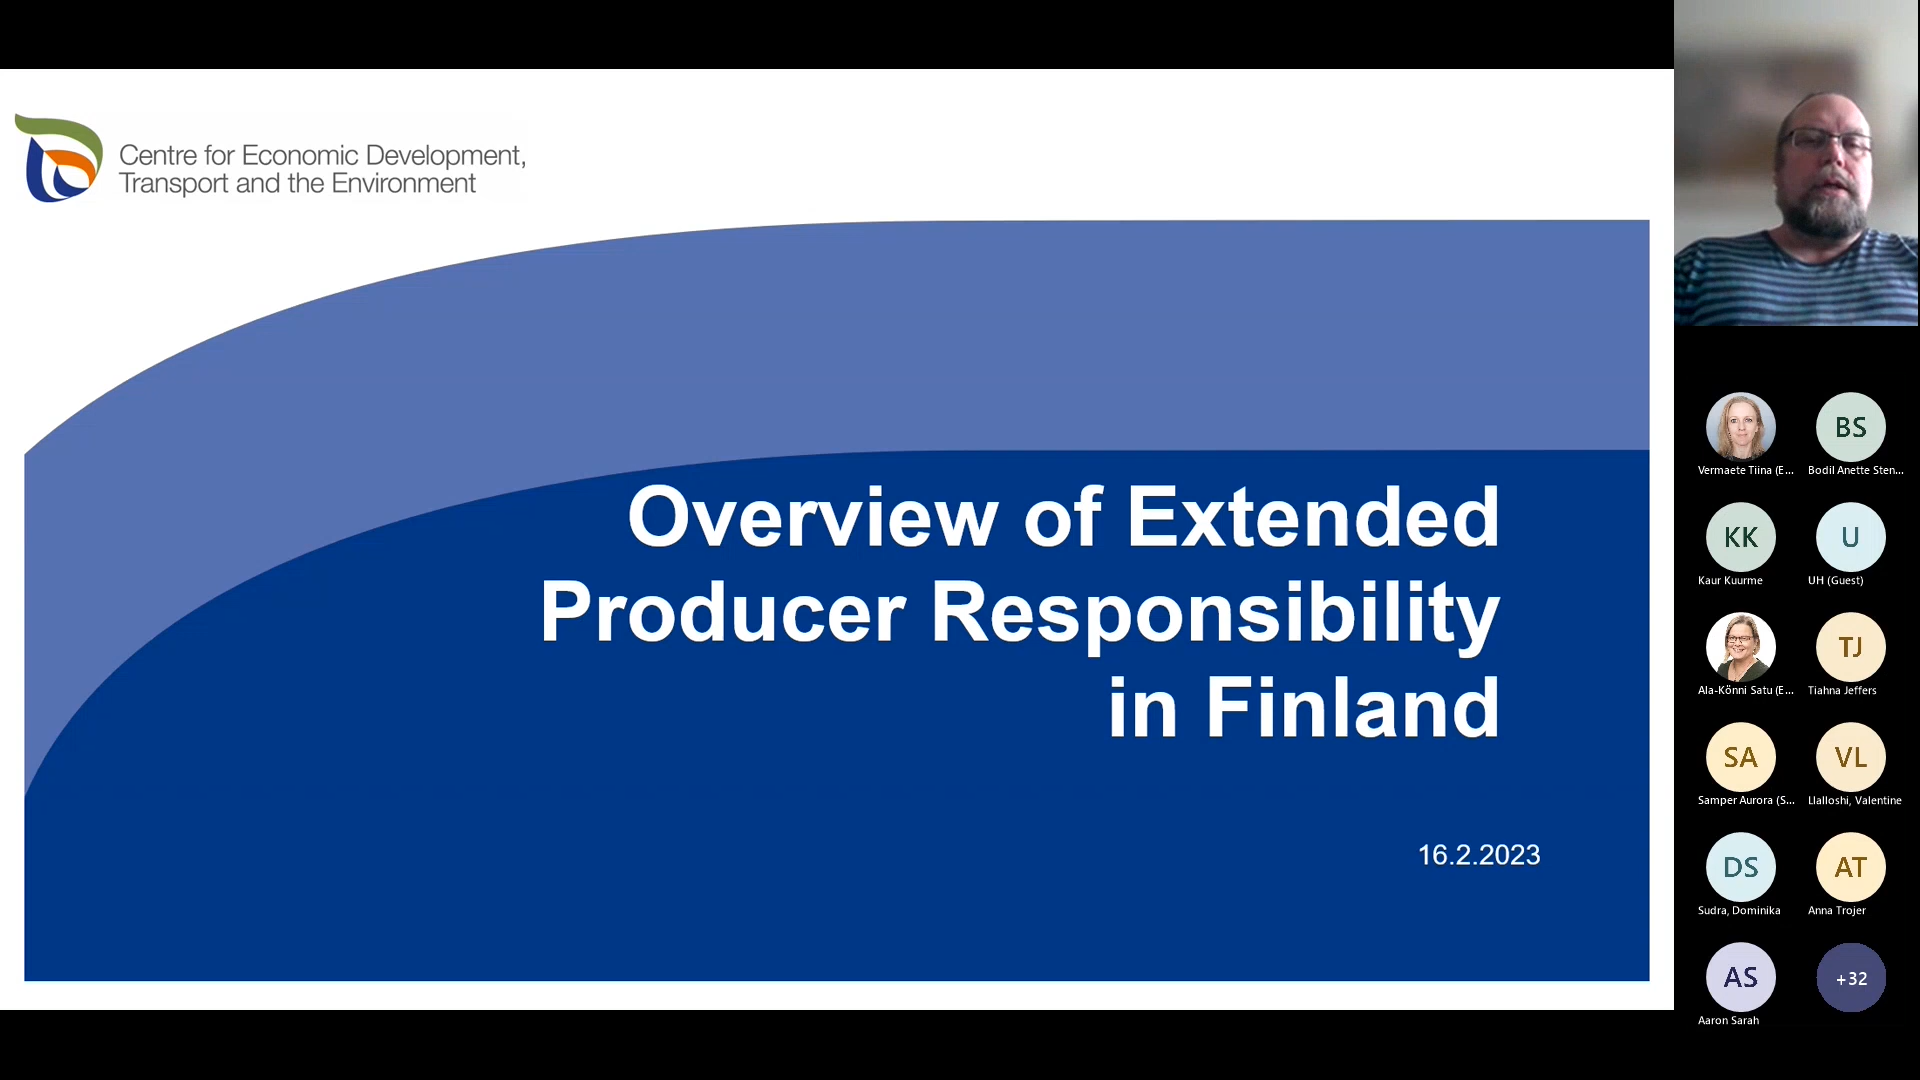 Centre for Economic Development,
Transport and the Environment
Overview of Extended
Producer Responsibility
in Finland
16.2.2023
Vermaete Tiina (E...
BS
Bodil Anette Sten...
KK
Kaur Kuurme
U
UH (Guest)
Ala-Könni Satu (E...
TJ
Tiahna Jeffers
SA
Samper Aurora (S...
VL
Llalloshi, Valentine
DS
Sudra, Dominika
AT
Anna Trojer
AS
Aaron Sarah
+32